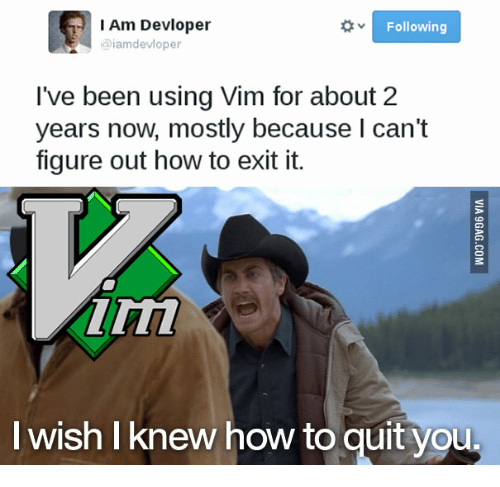 I Am Devloper
@iamdevloper
Following
I've been using Vim for about 2
years now, mostly because I can't
figure out how to exit it.
VIA 9GAG.COM
Vim
I wish I knew how to quit you.